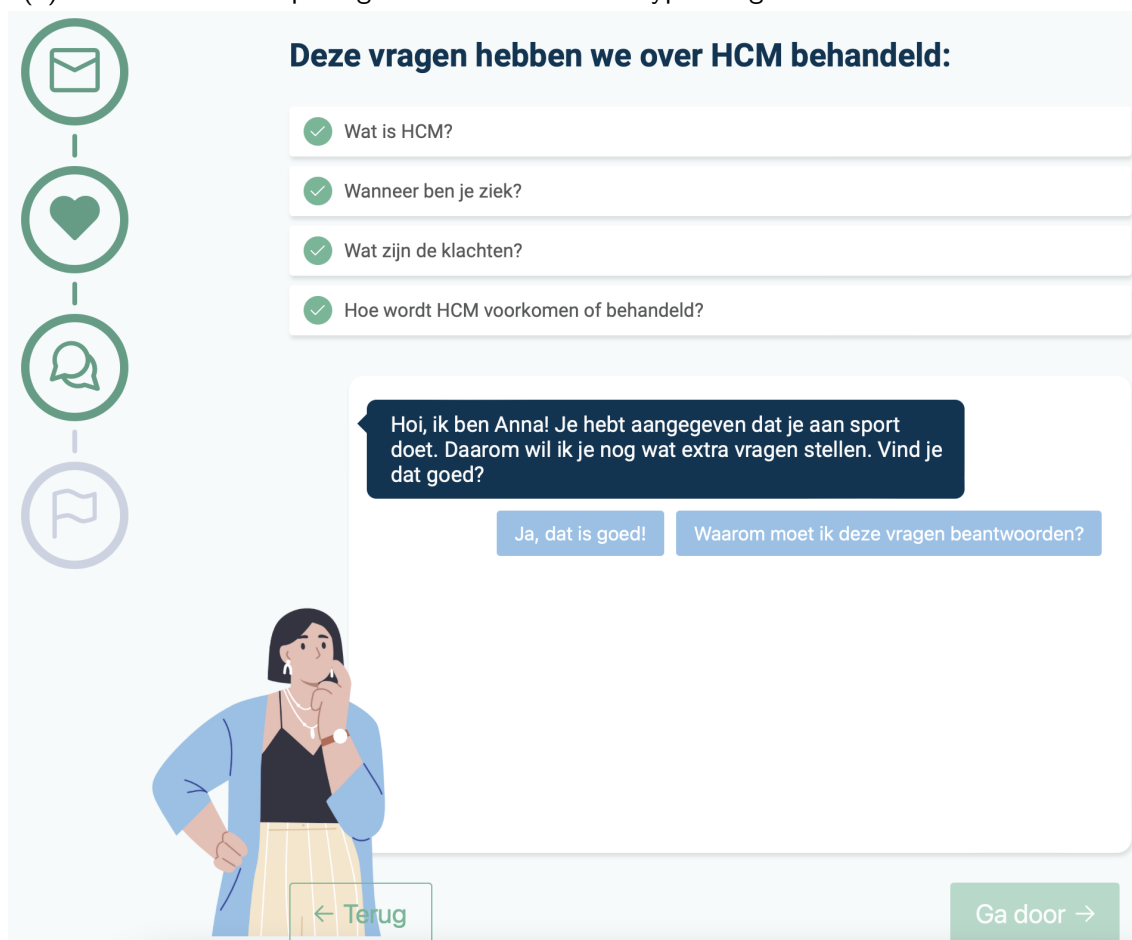 Deze vragen hebben we over HCM behandeld:
Wat is HCM?
Wanneer ben je ziek?
Wat zijn de klachten?
Hoe wordt HCM voorkomen of behandeld?
Hoi, ik ben Anna! Je hebt aangegeven dat je aan sport
doet. Daarom wil ik je nog wat extra vragen stellen. Vind je
dat goed?
Ja, dat is goed!
Waarom moet ik deze vragen beantwoorden?
← Terug
Ga door →